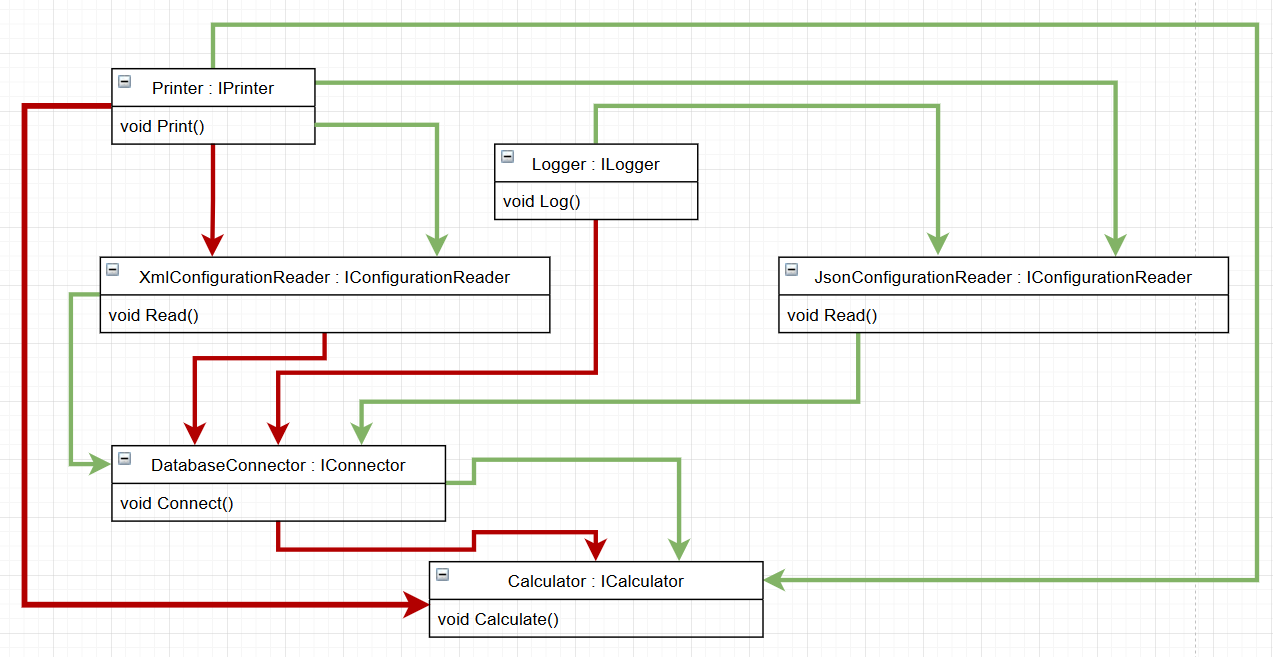 Printer : IPrinter
void Print()
Logger : ILogger
void Log()
XmlConfigurationReader : IConfigurationReader
void Read()
JsonConfigurationReader : IConfigurationReader
void Read()
DatabaseConnector : IConnector
void Connect()
Calculator : ICalculator
void Calculate()